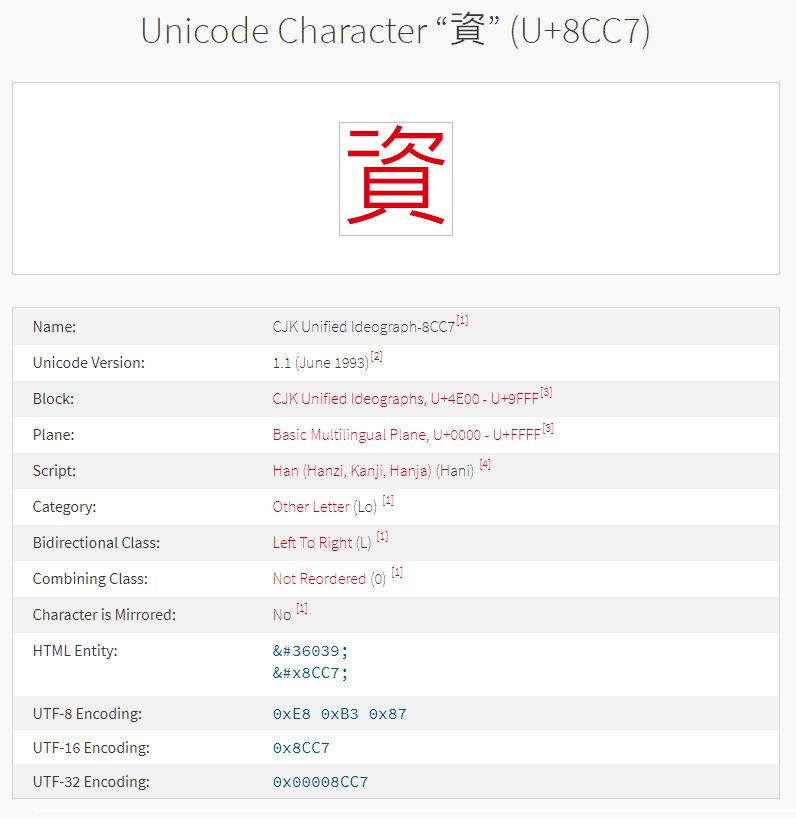 Unicode Character “資” (U+8CC7)
資
Name: CJK Unified Ideograph-8CC7[1]
Unicode Version: 1.1 (June 1993)[2]
Block: CJK Unified Ideographs, U+4E00 - U+9FFF[3]
Plane: Basic Multilingual Plane, U+0000 - U+FFFF[3]
Script: Han (Hanzi, Kanji, Hanja) (Hani) [4]
Category: Other Letter (Lo) [1]
Bidirectional Class: Left To Right (L) [1]
Combining Class: Not Reordered (0) [1]
Character is Mirrored: No [1]
HTML Entity: &#36039;
&#x8CC7;
UTF-8 Encoding: 0xE8 0xB3 0x87
UTF-16 Encoding: 0x8CC7
UTF-32 Encoding: 0x00008CC7